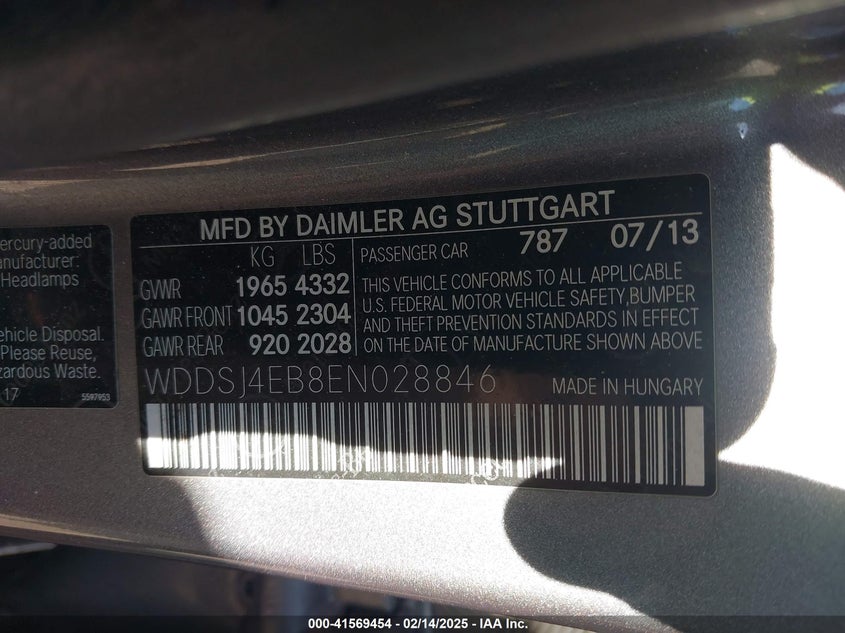 ercury-added
anufacturer:
Headlamps
ehicle Disposal.
Please Reuse,
zardous Waste.
17
5597953
MFD BY DAIMLER AG STUTTGART
KG LBS
GVWR 1965 4332
GAWR FRONT 1045 2304
GAWR REAR 920 2028
PASSENGER CAR 787 07/13
THIS VEHICLE CONFORMS TO ALL APPLICABLE
U.S. FEDERAL MOTOR VEHICLE SAFETY,BUMPER
AND THEFT PREVENTION STANDARDS IN EFFECT
ON THE DATE OF MANUFACTURE SHOWN ABOVE
WDDSJ4EB8EN028846 MADE IN HUNGARY
000-41569454 - 02/14/2025 - IAA Inc.